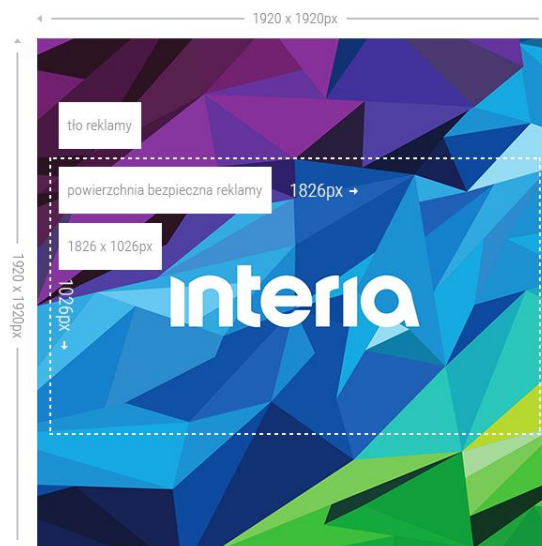 1920 x 1920px
1920 x 1920px
tło reklamy
powierzchnia bezpieczna reklamy
1826px →
1826 x 1026px
1026px →
interia